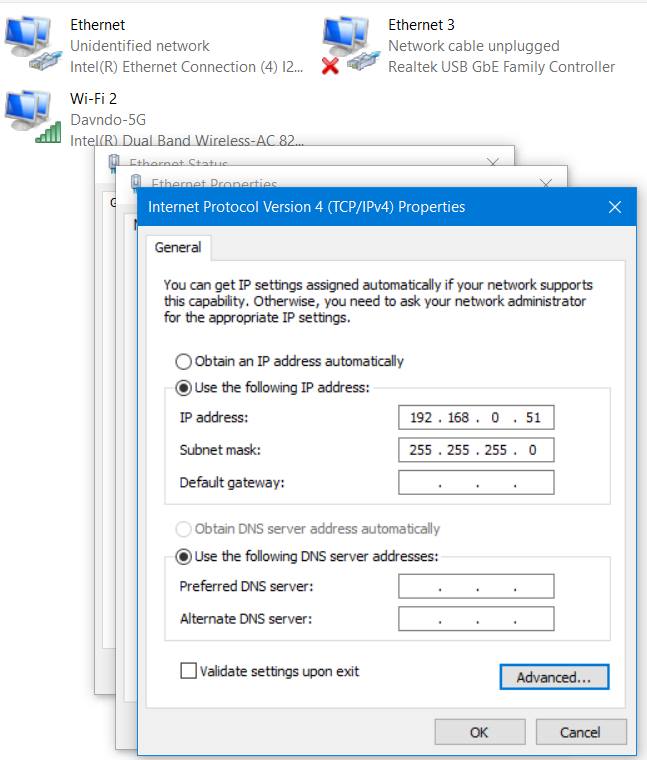 Ethernet
Unidentified network
Intel(R) Ethernet Connection (4) I2...
Ethernet 3
Network cable unplugged
Realtek USB GbE Family Controller
Wi-Fi 2
Davndo-5G
Intel(R) Dual Band Wireless-AC 82...
Ethernet Status
Ethernet Properties
Internet Protocol Version 4 (TCP/IPv4) Properties
General
You can get IP settings assigned automatically if your network supports
this capability. Otherwise, you need to ask your network administrator
for the appropriate IP settings.
Obtain an IP address automatically
Use the following IP address:
IP address: 192 . 168 . 0 . 51
Subnet mask: 255 . 255 . 255 . 0
Default gateway: . . .
Obtain DNS server address automatically
Use the following DNS server addresses:
Preferred DNS server: . . .
Alternate DNS server: . . .
Validate settings upon exit
Advanced...
OK Cancel